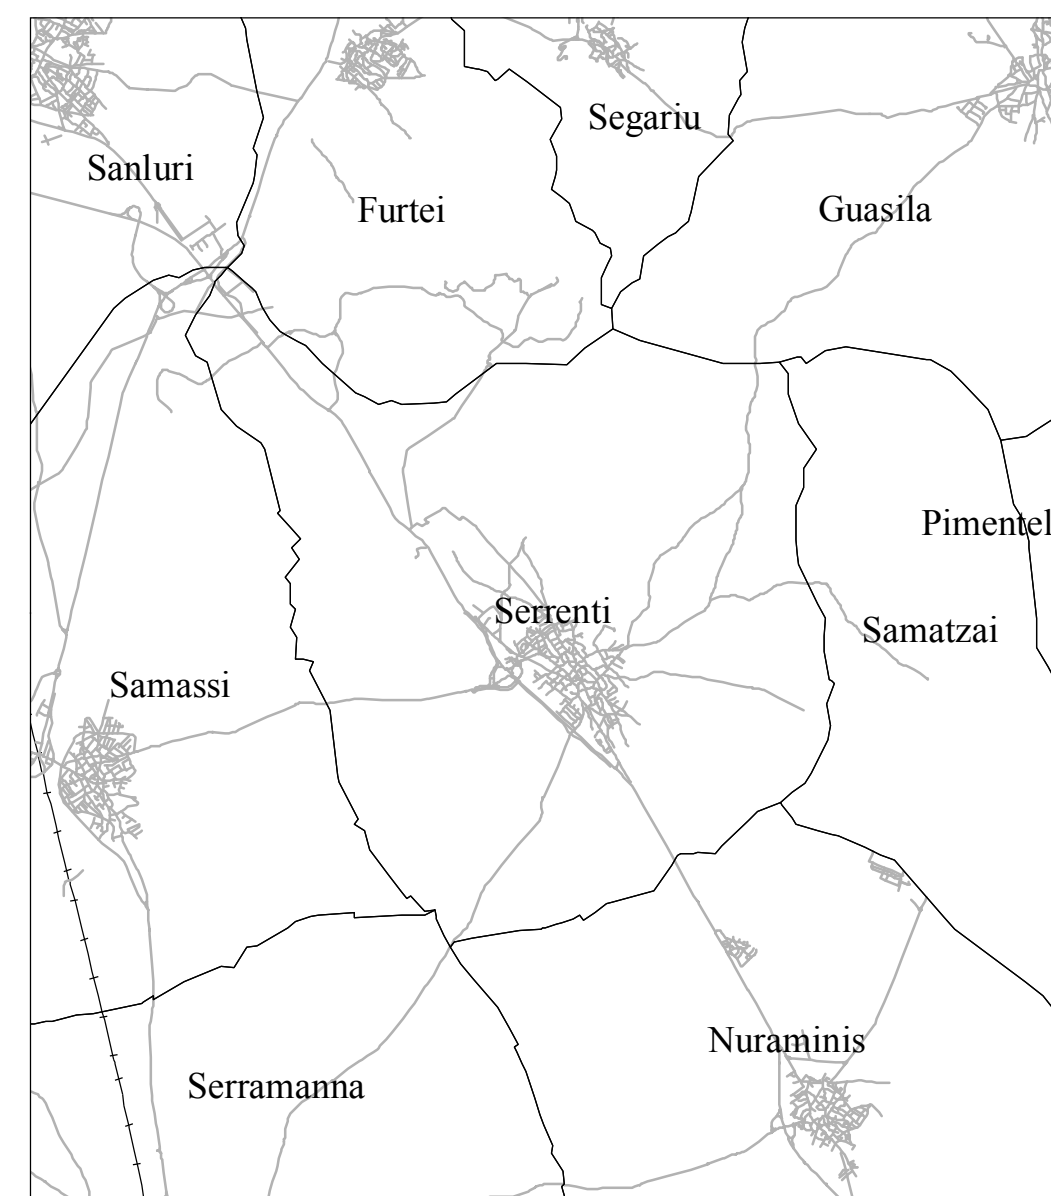 Segariu
Sanluri
Furtei
Guasila
Pimentel
Serrenti
Samatzai
Samassi
Nuraminis
Serramanna